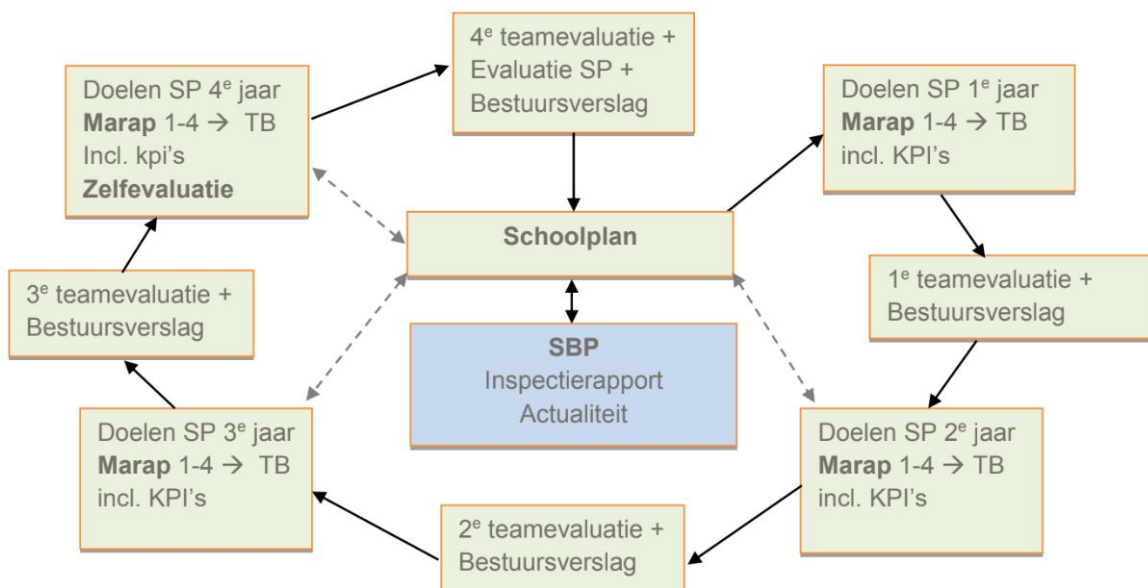 4e teamevaluatie +
Evaluatie SP +
Bestuursverslag
Doelen SP 4e jaar
Marap 1-4 → TB
Incl. kpi's
Zelfevaluatie
Doelen SP 1e jaar
Marap 1-4 → TB
incl. KPI's
Schoolplan
3e teamevaluatie +
Bestuursverslag
1e teamevaluatie +
Bestuursverslag
SBP
Inspectierapport
Actualiteit
Doelen SP 3e jaar
Marap 1-4 → TB
incl. KPI's
Doelen SP 2e jaar
Marap 1-4 → TB
incl. KPI's
2e teamevaluatie +
Bestuursverslag